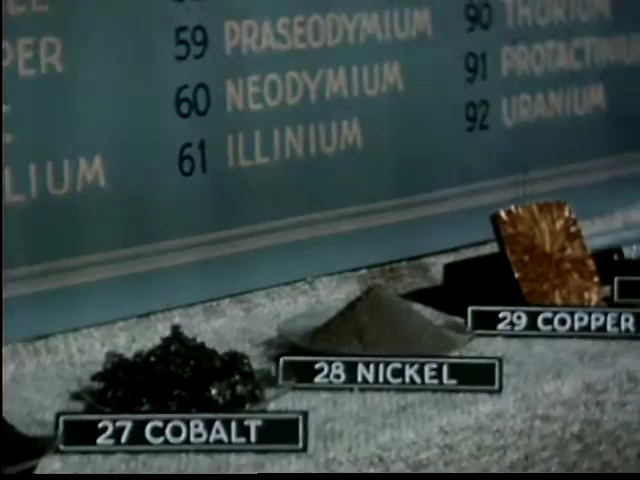 PER
LIUM
59 PRASEODYMIUM
60 NEODYMIUM
61 ILLINIUM
90 THORIUM
91 PROTACTINIU
92 URANIUM
27 COBALT
28 NICKEL
29 COPPER